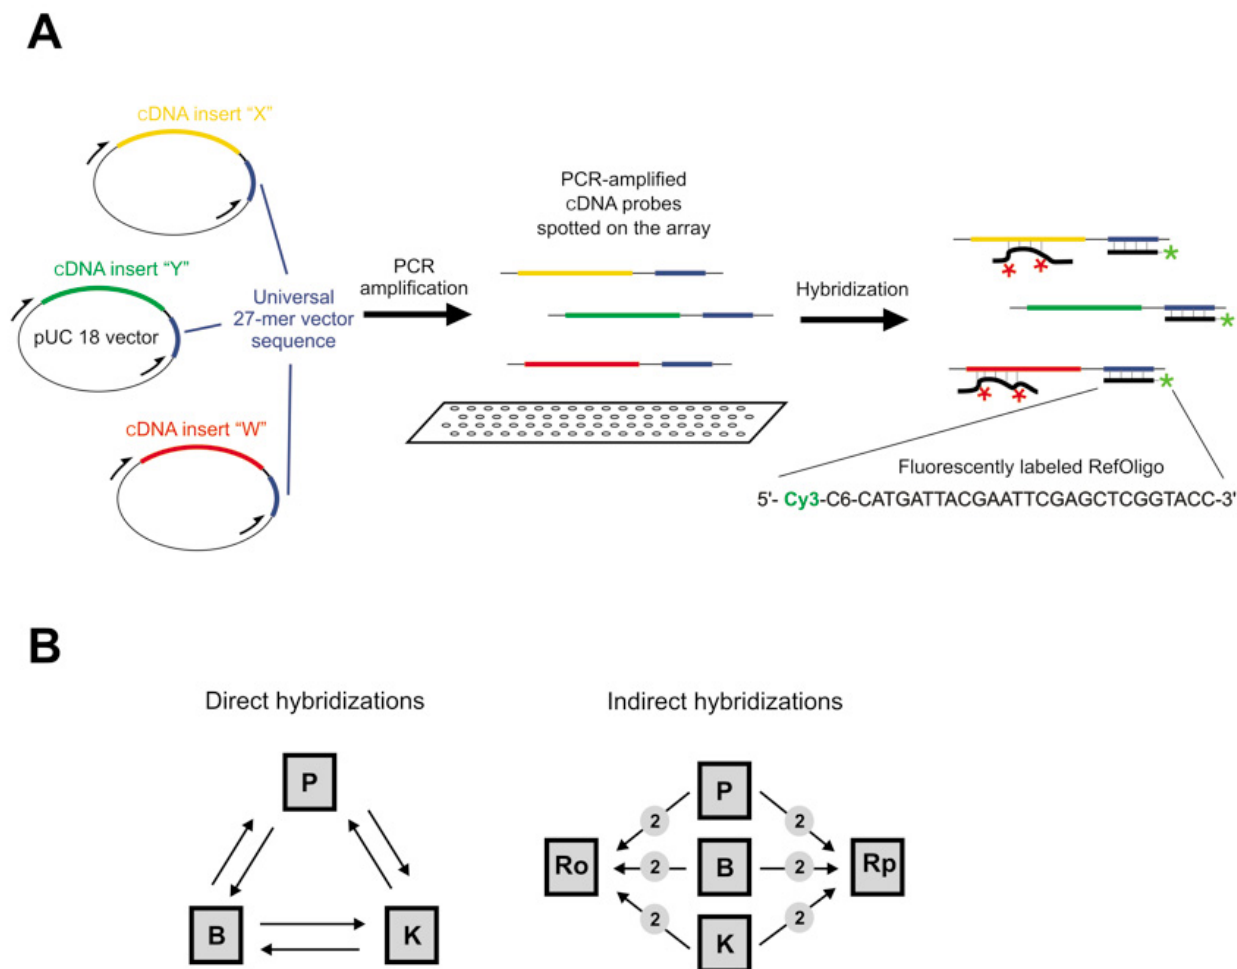 A
cDNA insert "X"
cDNA insert "Y"
pUC 18 vector
cDNA insert "W"
Universal
27-mer vector
sequence
PCR
amplification
PCR-amplified
cDNA probes
spotted on the array
Hybridization
*
*
*
*
*
*
*
Fluorescently labeled RefOligo
5'- Cy3-C6-CATGATTACGAATTCGAGCTCGGTACC-3'
B
Direct hybridizations
P
B
K
Indirect hybridizations
P
2
2
Ro
2
B
2
Rp
2
2
K